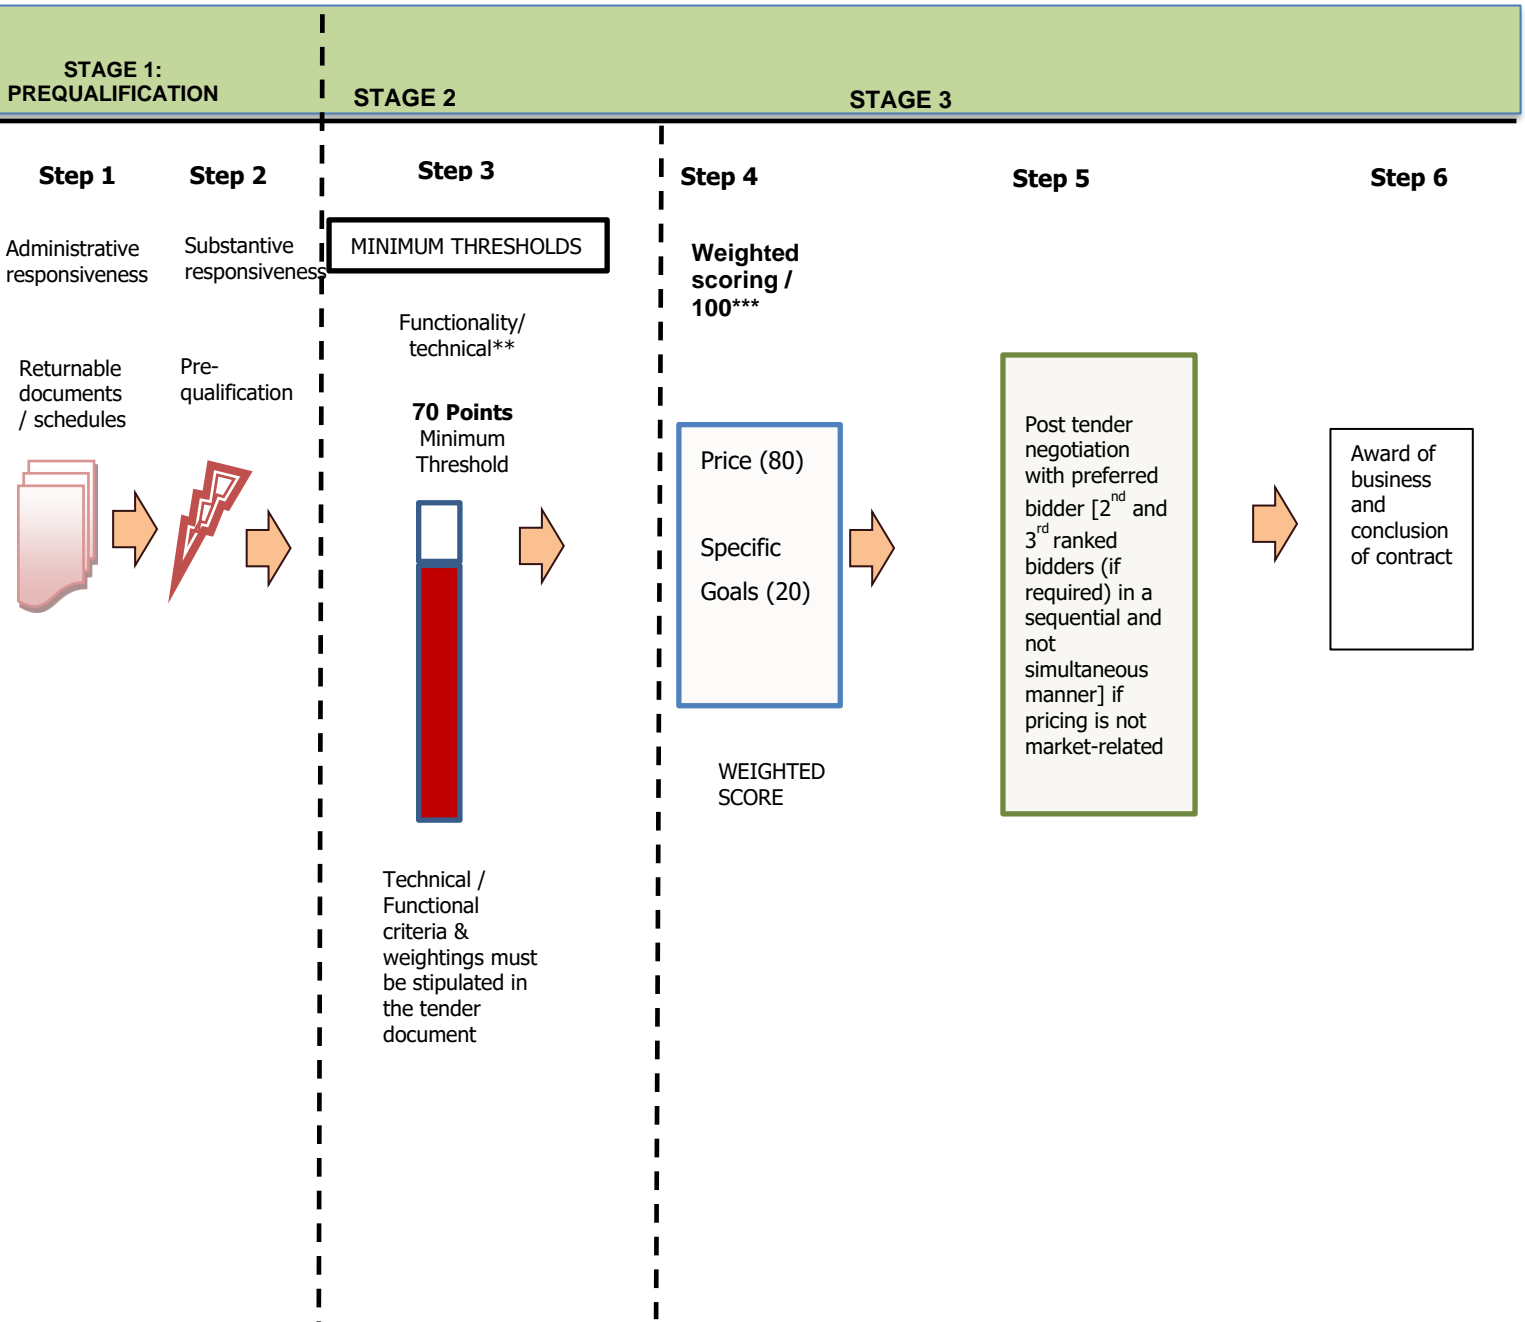 STAGE 1:
PREQUALIFICATION
STAGE 2
STAGE 3
Step 1
Step 2
Step 3
Step 4
Step 5
Step 6
Administrative
responsiveness
Substantive
responsiveness
MINIMUM THRESHOLDS
Weighted
scoring /
100***
Functionality/
technical**
Returnable
documents
/ schedules
Pre-
qualification
70 Points
Minimum
Threshold
Price (80)
Specific
Goals (20)
WEIGHTED
SCORE
Post tender
negotiation
with preferred
bidder [2nd and
3rd ranked
bidders (if
required) in a
sequential and
not
simultaneous
manner] if
pricing is not
market-related
Award of
business
and
conclusion
of contract
Technical /
Functional
criteria &
weightings must
be stipulated in
the tender
document